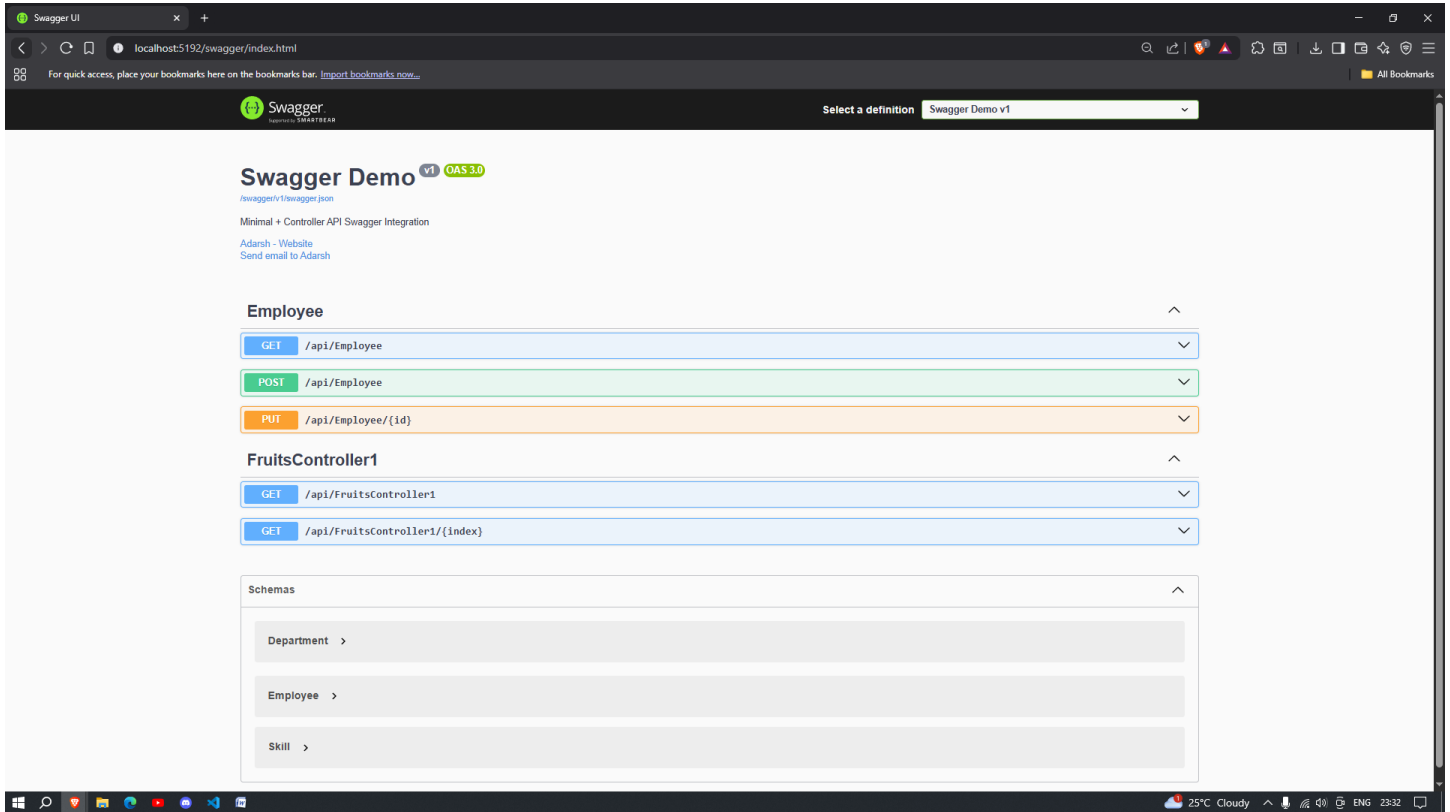 Swagger UI
localhost:5192/swagger/index.html
1
For quick access, place your bookmarks here on the bookmarks bar. Import bookmarks now...
All Bookmarks
{...} Swagger.
Supported by SMARTBEAR
Select a definition
Swagger Demo v1
Swagger Demo v1 OAS 3.0
/swagger/v1/swagger.json
Minimal + Controller API Swagger Integration
Adarsh - Website
Send email to Adarsh
Employee
GET /api/Employee
POST /api/Employee
PUT /api/Employee/{id}
FruitsController1
GET /api/FruitsController1
GET /api/FruitsController1/{index}
Schemas
Department
Employee
Skill
1
25°C Cloudy
ENG
23:32